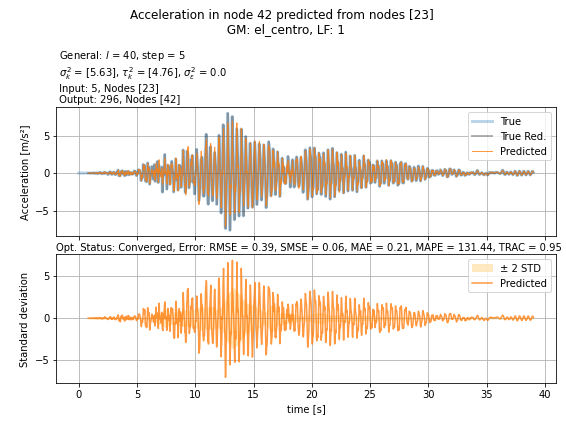 Acceleration in node 42 predicted from nodes [23]
GM: el_centro, LF: 1
General: l = 40, step = 5
σ²ₖ = [5.63], τ²ₖ = [4.76], σ²_ε = 0.0
Input: 5, Nodes [23]
Output: 296, Nodes [42]
Acceleration [m/s²]
5
0
−5
True
True Red.
Predicted
Opt. Status: Converged, Error: RMSE = 0.39, SMSE = 0.06, MAE = 0.21, MAPE = 131.44, TRAC = 0.95
Standard deviation
5
0
−5
± 2 STD
Predicted
0 5 10 15 20 25 30 35 40
time [s]